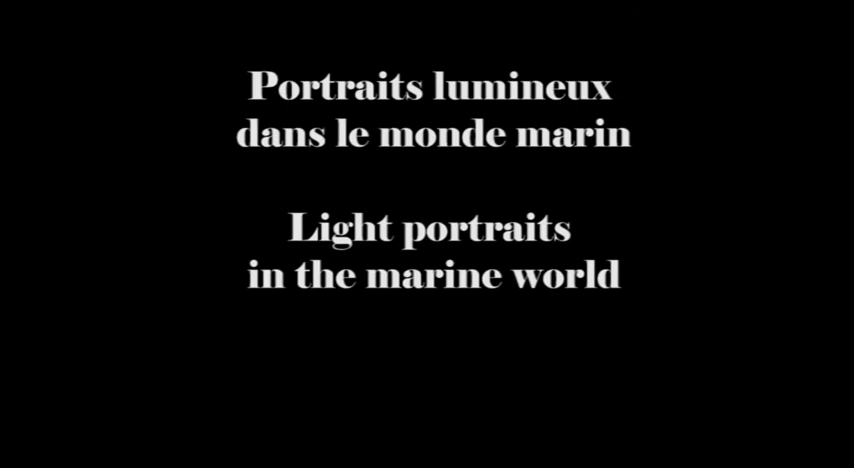 Portraits lumineux
dans le monde marin
Light portraits
in the marine world